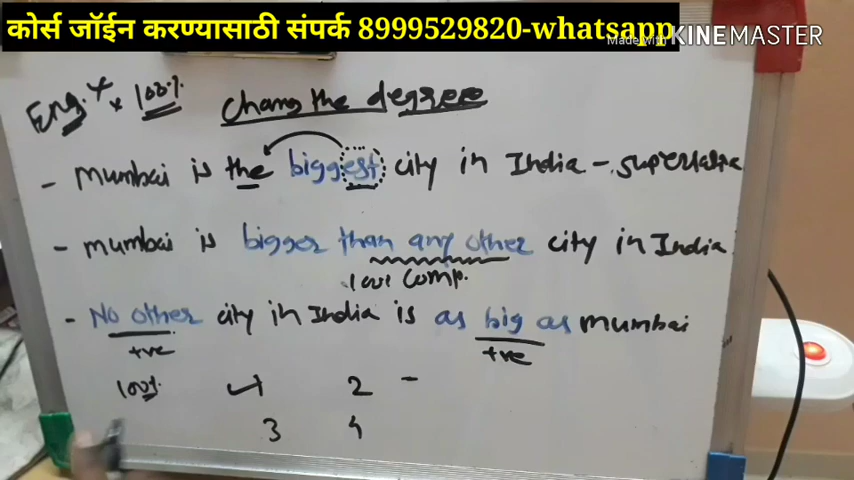 कोर्स जॉईन करण्यासाठी संपर्क 8999529820-whatsapp
Made with KINEMASTER
Eng. 4 x 100% Chang the degree
- Mumbai is the biggest city in India - superlative
- Mumbai is bigger than any other city in India
100% comp.
- No other city in India is as big as mumbai
+ve +ve
100% 1 2 -
3 4